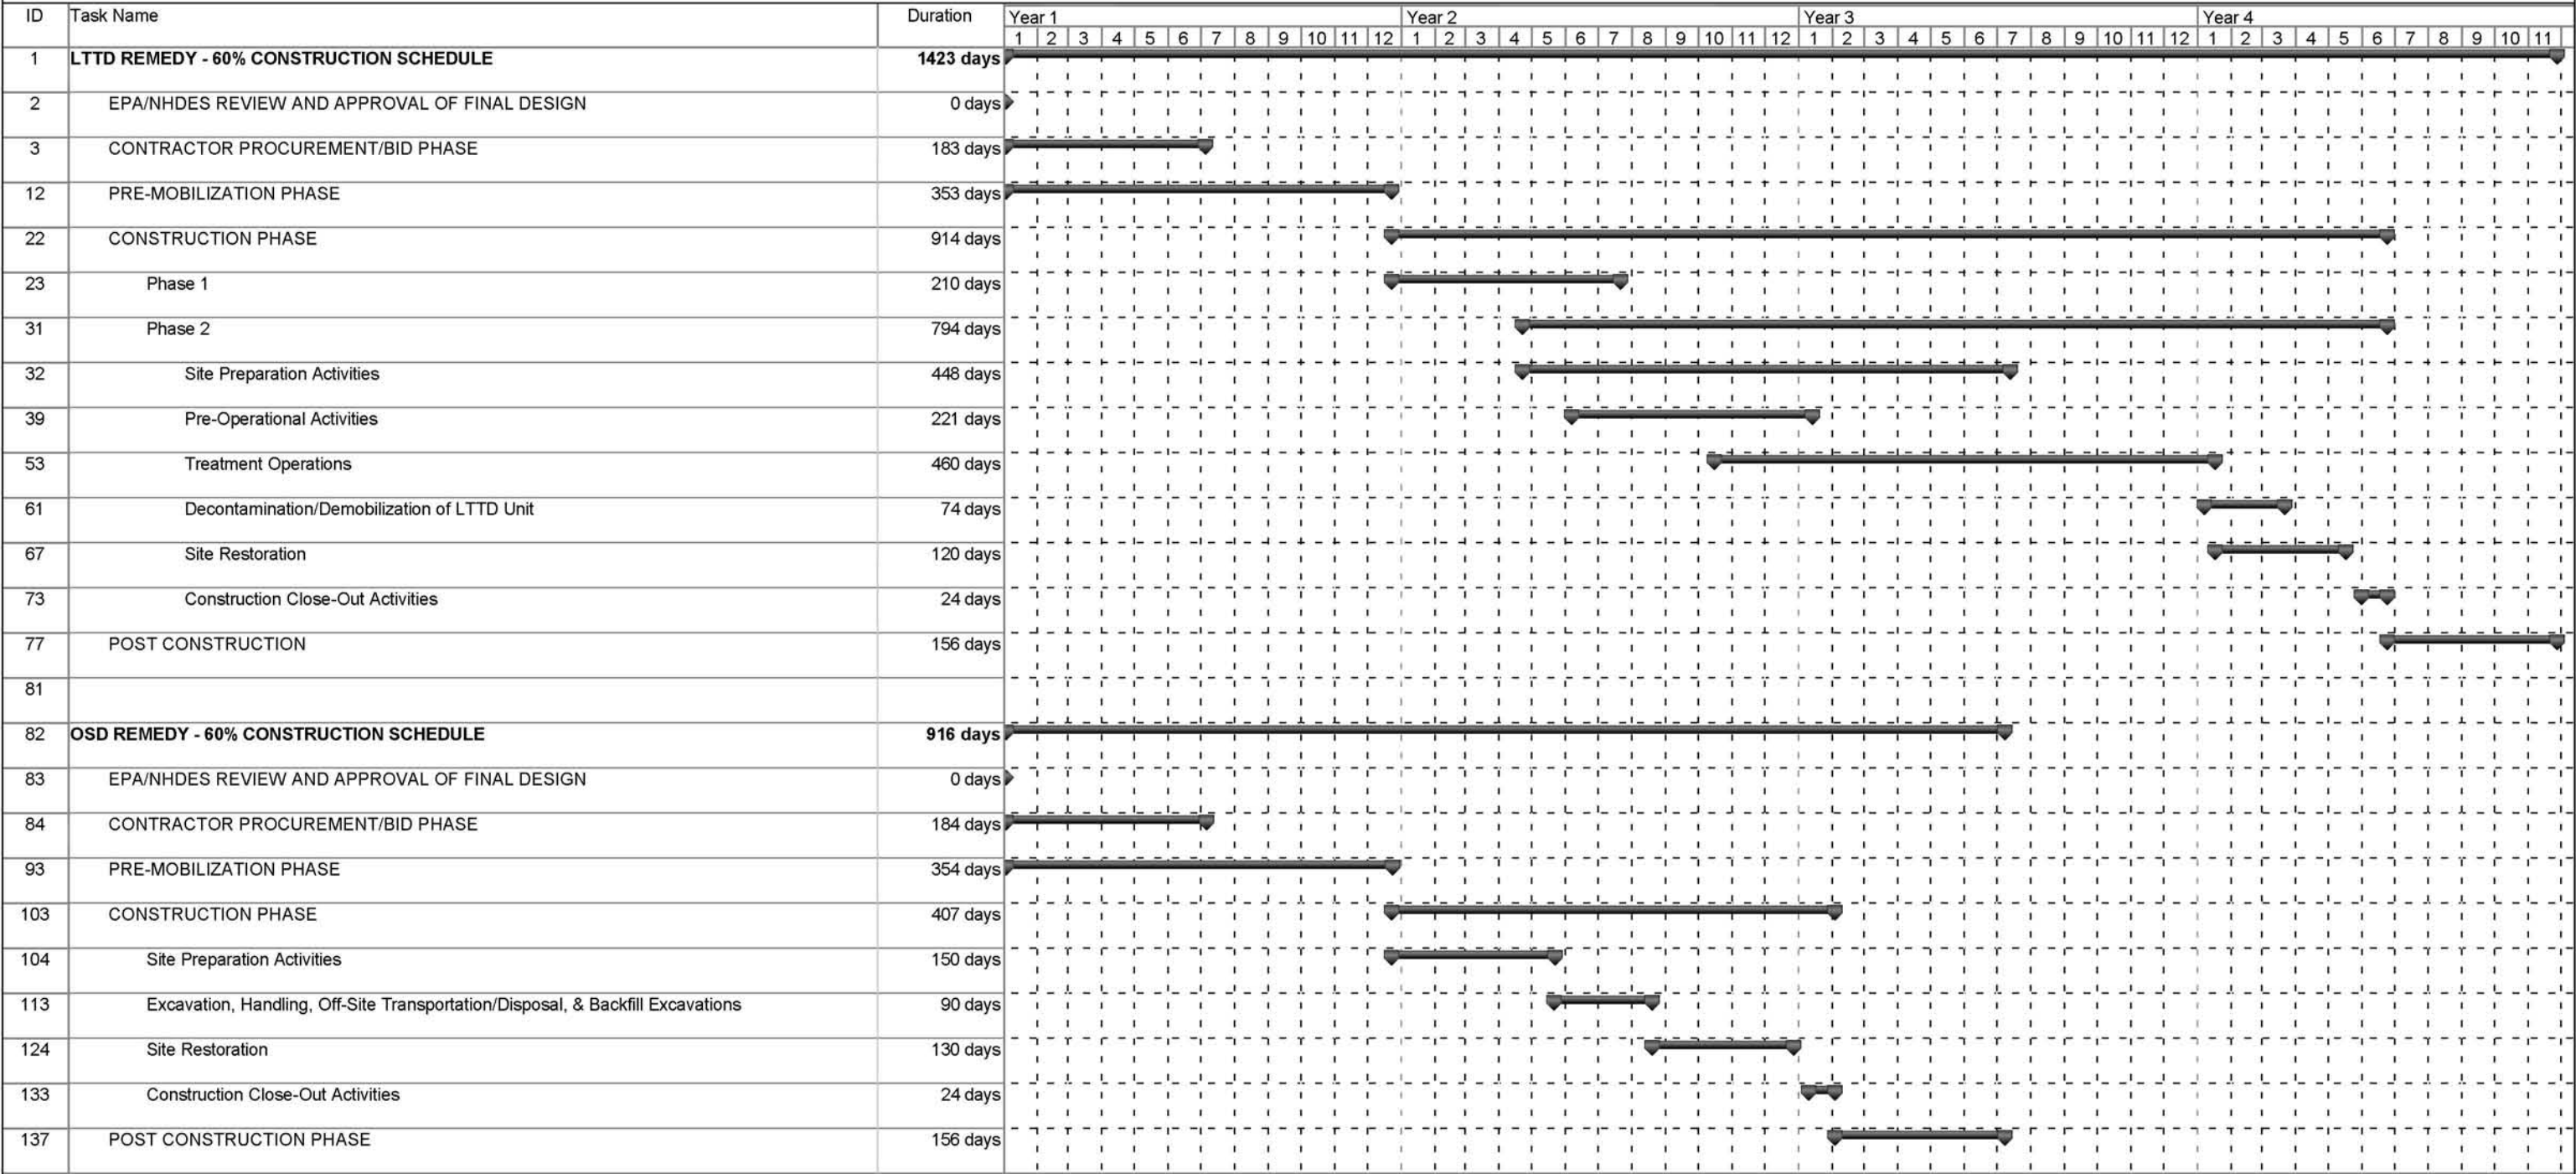 ID Task Name Duration Year 1 Year 2 Year 3 Year 4
1 2 3 4 5 6 7 8 9 10 11 12 1 2 3 4 5 6 7 8 9 10 11 12 1 2 3 4 5 6 7 8 9 10 11 12 1 2 3 4 5 6 7 8 9 10 11
1 LTTD REMEDY - 60% CONSTRUCTION SCHEDULE 1423 days
2 EPA/NHDES REVIEW AND APPROVAL OF FINAL DESIGN 0 days
3 CONTRACTOR PROCUREMENT/BID PHASE 183 days
12 PRE-MOBILIZATION PHASE 353 days
22 CONSTRUCTION PHASE 914 days
23 Phase 1 210 days
31 Phase 2 794 days
32 Site Preparation Activities 448 days
39 Pre-Operational Activities 221 days
53 Treatment Operations 460 days
61 Decontamination/Demobilization of LTTD Unit 74 days
67 Site Restoration 120 days
73 Construction Close-Out Activities 24 days
77 POST CONSTRUCTION 156 days
81
82 OSD REMEDY - 60% CONSTRUCTION SCHEDULE 916 days
83 EPA/NHDES REVIEW AND APPROVAL OF FINAL DESIGN 0 days
84 CONTRACTOR PROCUREMENT/BID PHASE 184 days
93 PRE-MOBILIZATION PHASE 354 days
103 CONSTRUCTION PHASE 407 days
104 Site Preparation Activities 150 days
113 Excavation, Handling, Off-Site Transportation/Disposal, & Backfill Excavations 90 days
124 Site Restoration 130 days
133 Construction Close-Out Activities 24 days
137 POST CONSTRUCTION PHASE 156 days